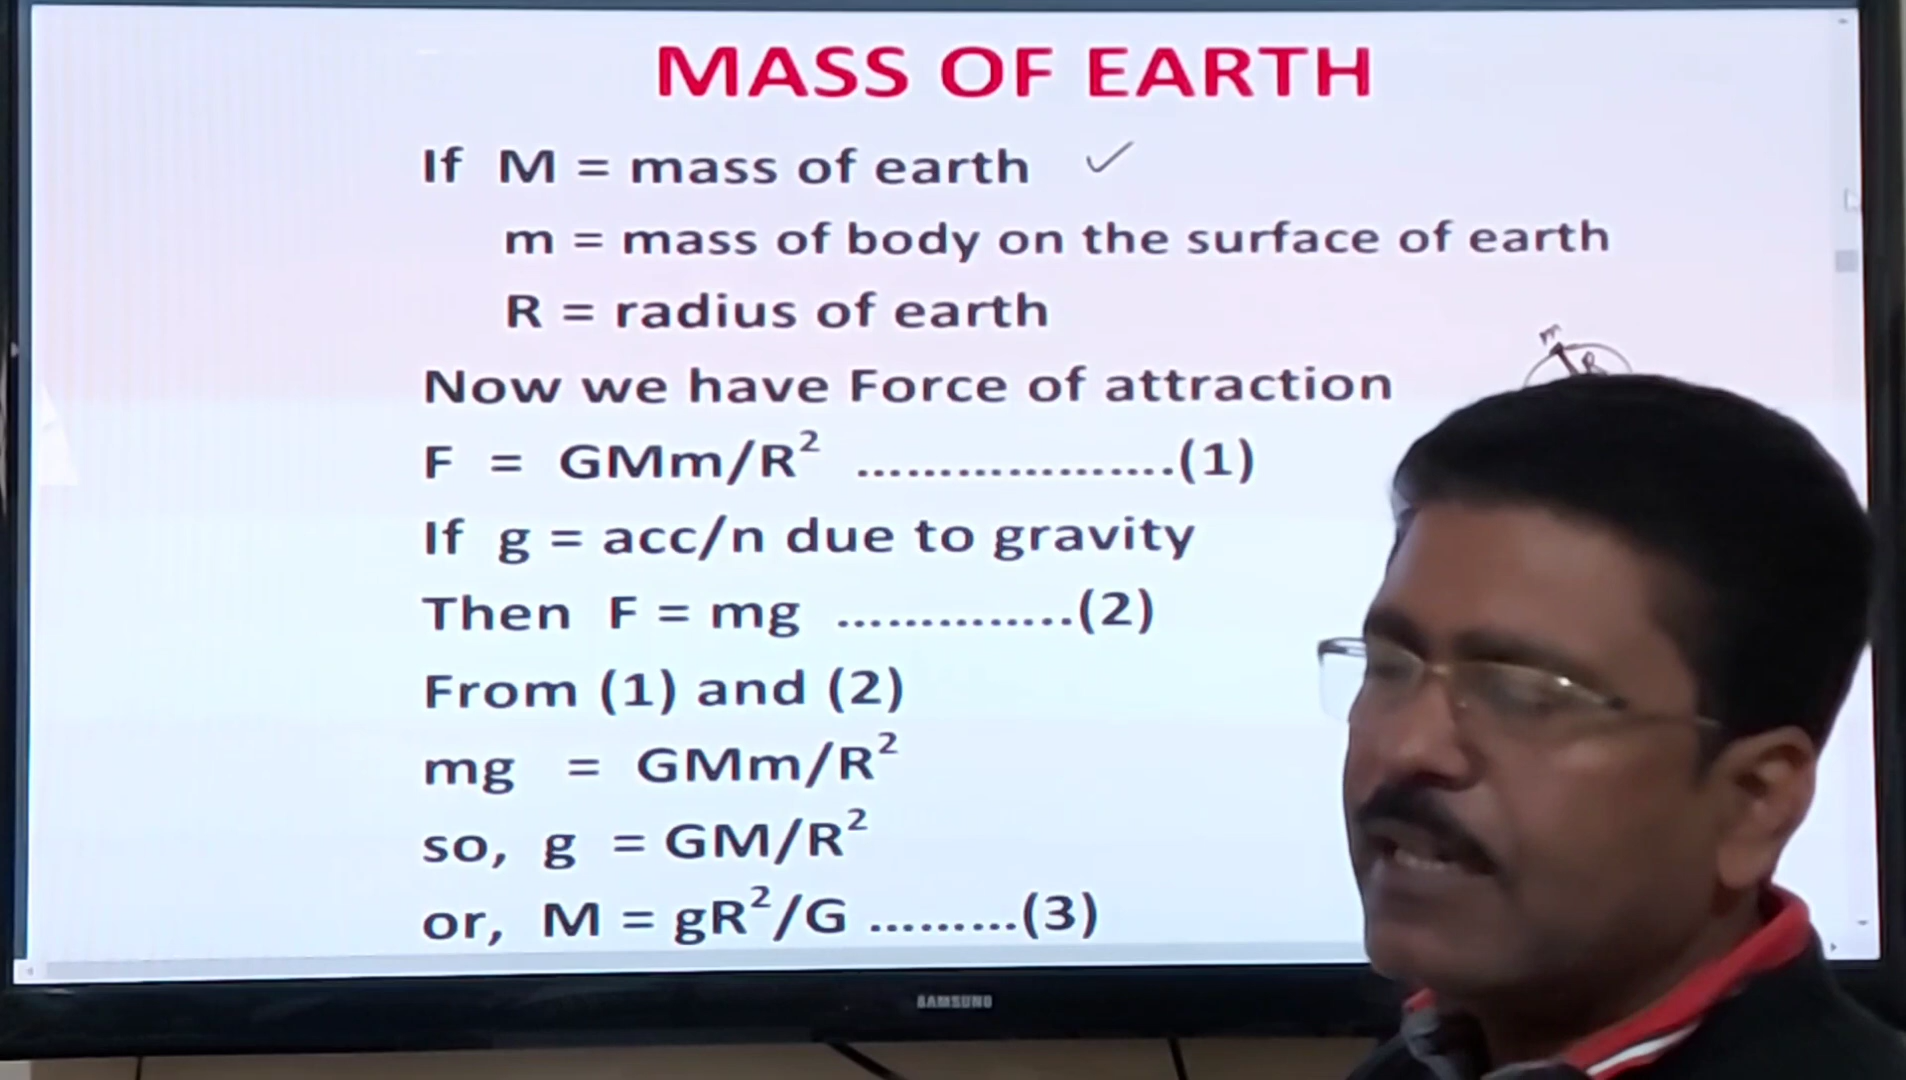 MASS OF EARTH
If M = mass of earth ✓
m = mass of body on the surface of earth
R = radius of earth
m
R
Now we have Force of attraction
F = GMm/R² ....................(1)
If g = acc/n due to gravity
Then F = mg ...............(2)
From (1) and (2)
mg = GMm/R²
so, g = GM/R²
or, M = gR²/G .........(3)
SAMSUNG